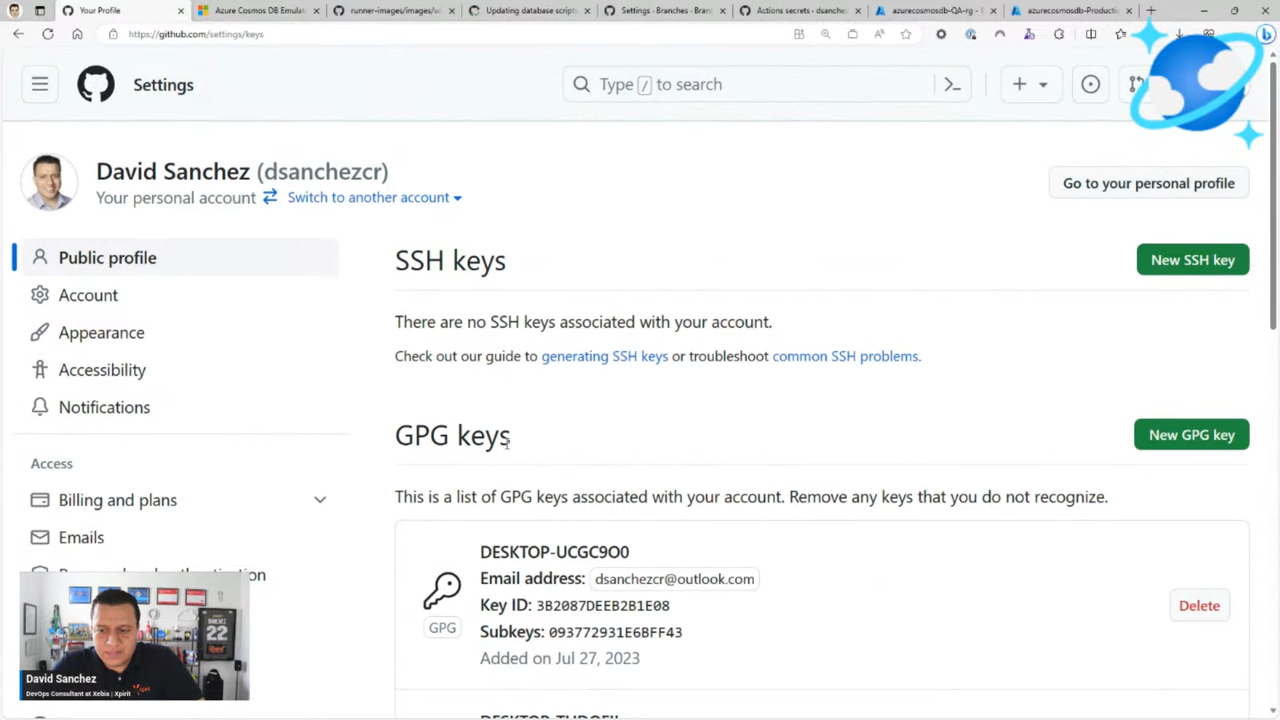 Your Profile
Azure Cosmos DB Emulat
runner-images/images/w
Updating database scripts
Settings - Branches - Bran
Actions secrets - dsanche
azurecosmosdb-QA-rg -
azurecosmosdb-Productio
https://github.com/settings/keys
Settings
Type / to search
David Sanchez (dsanchezcr)
Your personal account
Switch to another account
Go to your personal profile
Public profile
Account
Appearance
Accessibility
Notifications
Access
Billing and plans
Emails
SSH keys
New SSH key
There are no SSH keys associated with your account.
Check out our guide to generating SSH keys or troubleshoot common SSH problems.
GPG keys
New GPG key
This is a list of GPG keys associated with your account. Remove any keys that you do not recognize.
DESKTOP-UCGC9O0
Email address: dsanchezcr@outlook.com
Key ID: 3B2087DEEB2B1E08
Subkeys: 093772931E6BFF43
Added on Jul 27, 2023
GPG
Delete
22
David Sanchez
DevOps Consultant at Xebia | Xpirit